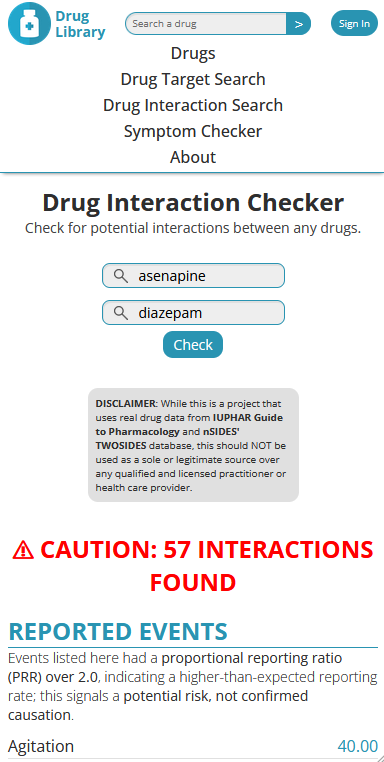 Drug
Library
Search a drug
>
Sign In
Drugs
Drug Target Search
Drug Interaction Search
Symptom Checker
About
Drug Interaction Checker
Check for potential interactions between any drugs.
asenapine
diazepam
Check
DISCLAIMER: While this is a project that
uses real drug data from IUPHAR Guide
to Pharmacology and nSIDES'
TWOSIDES database, this should NOT be
used as a sole or legitimate source over
any qualified and licensed practitioner or
health care provider.
⚠ CAUTION: 57 INTERACTIONS
FOUND
REPORTED EVENTS
Events listed here had a proportional reporting ratio
(PRR) over 2.0, indicating a higher-than-expected reporting
rate; this signals a potential risk, not confirmed
causation.
Agitation 40.00